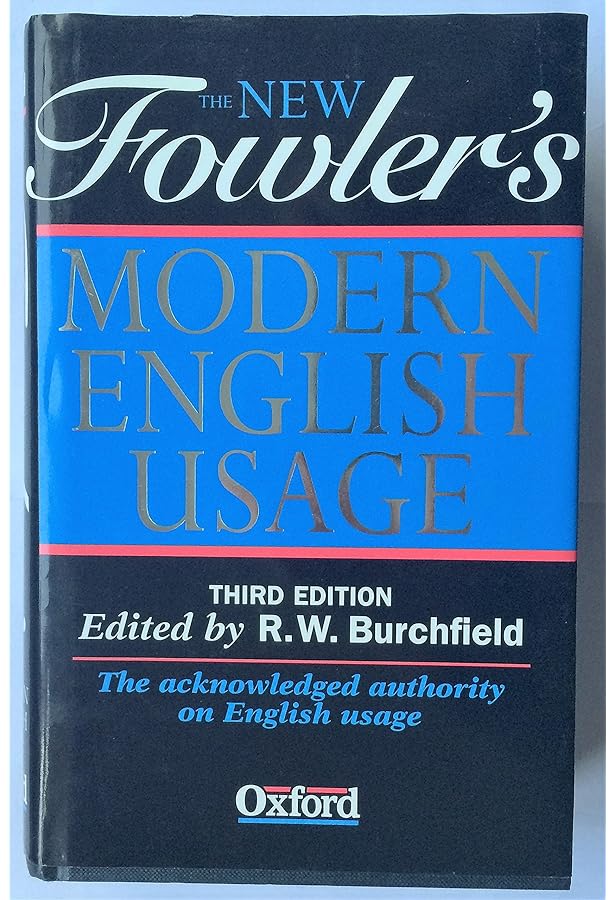 THE NEW
Fowler's
MODERN
ENGLISH
USAGE
THIRD EDITION
Edited by R.W. Burchfield
The acknowledged authority
on English usage
Oxford